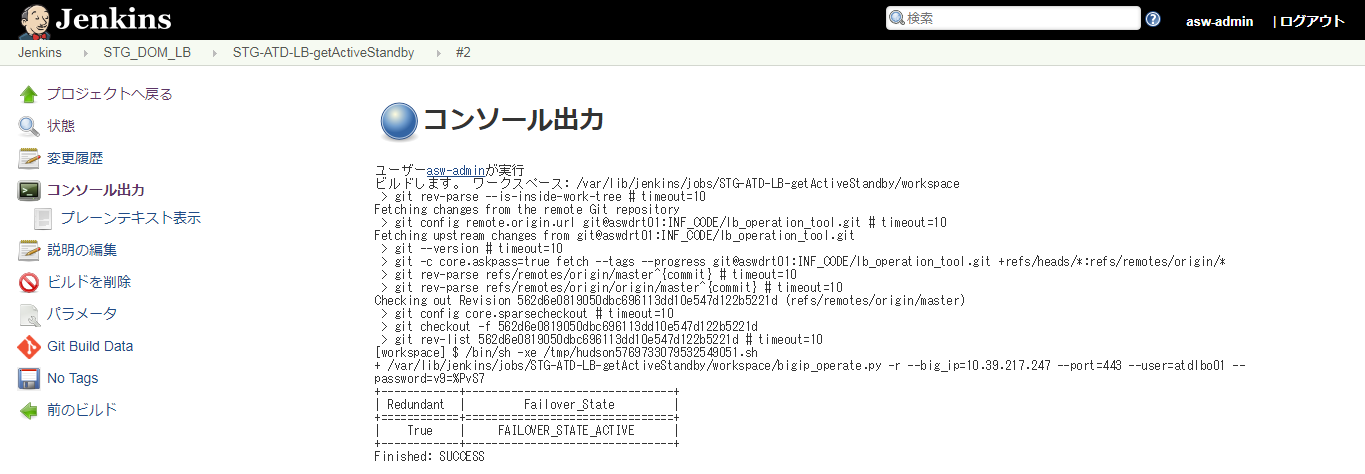 Jenkins
検索
asw-admin
| ログアウト
Jenkins
STG_DOM_LB
STG-ATD-LB-getActiveStandby
#2
プロジェクトへ戻る
状態
変更履歴
コンソール出力
プレーンテキスト表示
説明の編集
ビルドを削除
パラメータ
Git Build Data
No Tags
前のビルド
コンソール出力
ユーザーasw-adminが実行
ビルドします。 ワークスペース: /var/lib/jenkins/jobs/STG-ATD-LB-getActiveStandby/workspace
> git rev-parse --is-inside-work-tree # timeout=10
Fetching changes from the remote Git repository
> git config remote.origin.url git@aswdrt01:INF_CODE/lb_operation_tool.git # timeout=10
Fetching upstream changes from git@aswdrt01:INF_CODE/lb_operation_tool.git
> git --version # timeout=10
> git -c core.askpass=true fetch --tags --progress git@aswdrt01:INF_CODE/lb_operation_tool.git +refs/heads/*:refs/remotes/origin/*
> git rev-parse refs/remotes/origin/master^{commit} # timeout=10
> git rev-parse refs/remotes/origin/origin/master^{commit} # timeout=10
Checking out Revision 562d6e0819050dbc696113dd10e547d122b5221d (refs/remotes/origin/master)
> git config core.sparsecheckout # timeout=10
> git checkout -f 562d6e0819050dbc696113dd10e547d122b5221d
> git rev-list 562d6e0819050dbc696113dd10e547d122b5221d # timeout=10
[workspace] $ /bin/sh -xe /tmp/hudson5769733079532549051.sh
+ /var/lib/jenkins/jobs/STG-ATD-LB-getActiveStandby/workspace/bigip_operate.py -r --big_ip=10.39.217.247 --port=443 --user=atdlbo01 --
password=v9=%PvS7
+------------+-------------------------------+
| Redundant | Failover_State |
+============+===============================+
| True | FAILOVER_STATE_ACTIVE |
+------------+-------------------------------+
Finished: SUCCESS